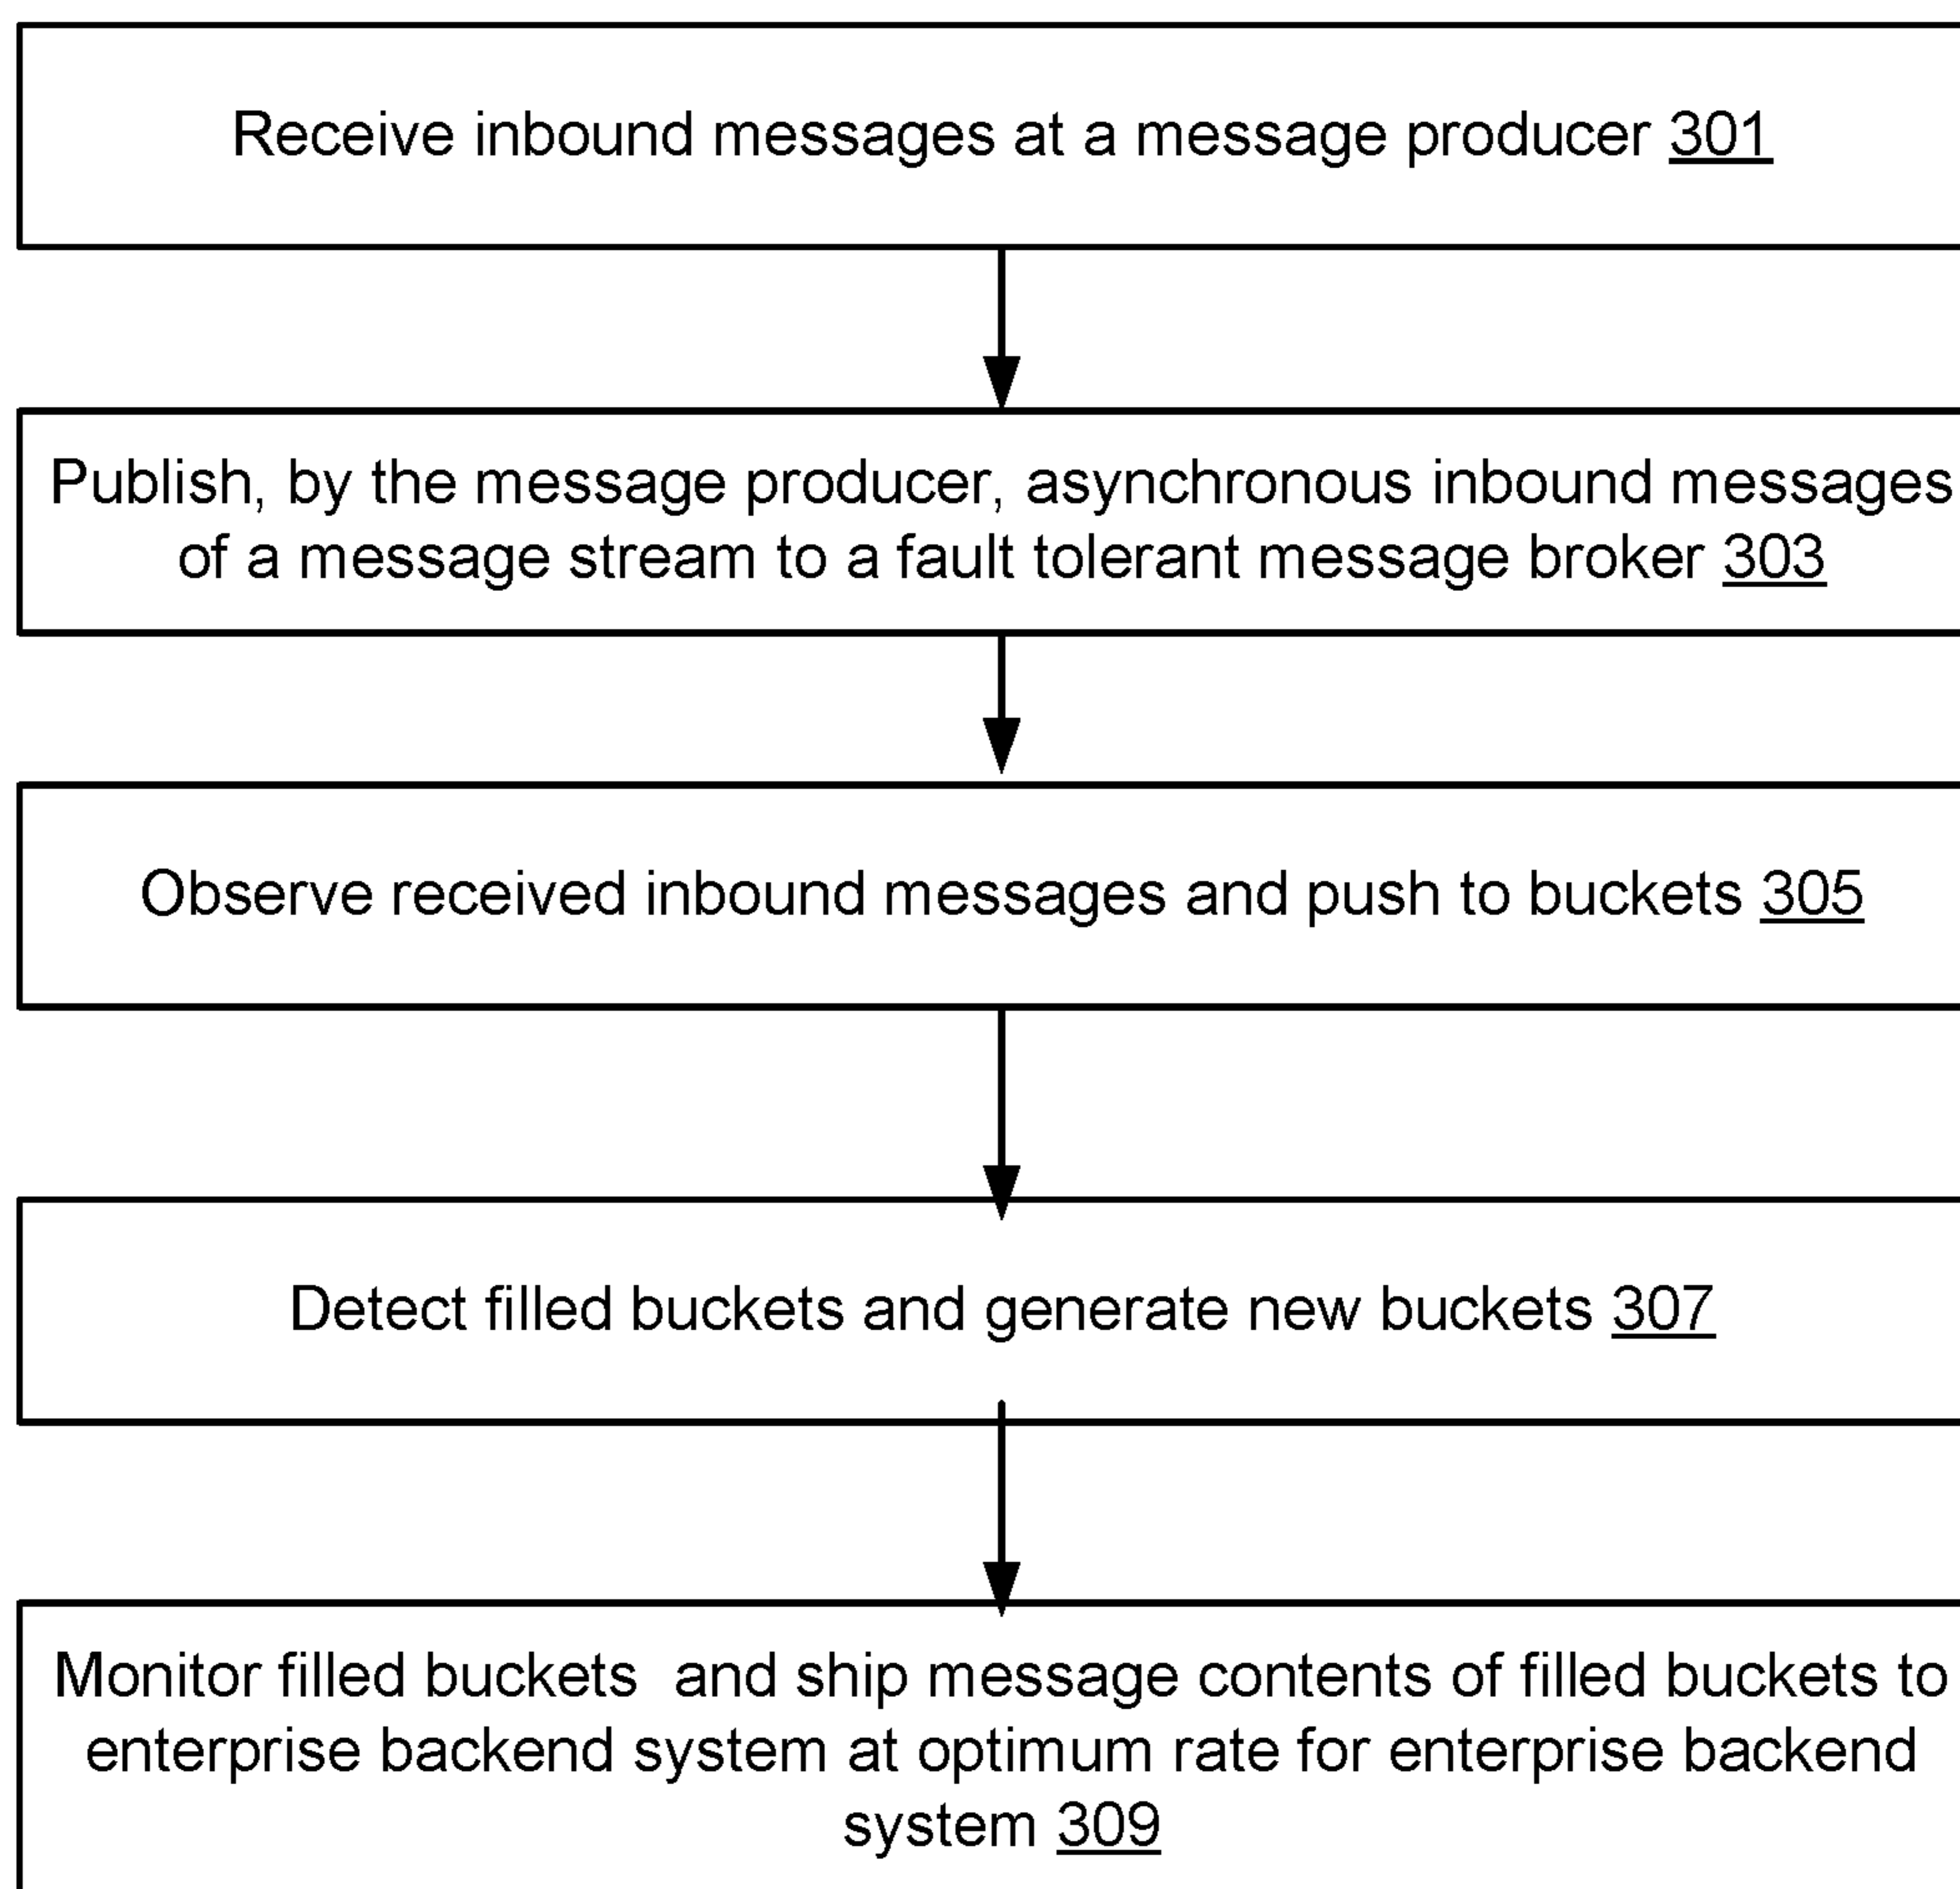 Receive inbound messages at a message producer 301
Publish, by the message producer, asynchronous inbound messages
of a message stream to a fault tolerant message broker 303
Observe received inbound messages and push to buckets 305
Detect filled buckets and generate new buckets 307
Monitor filled buckets  and ship message contents of filled buckets to
enterprise backend system at optimum rate for enterprise backend
system 309